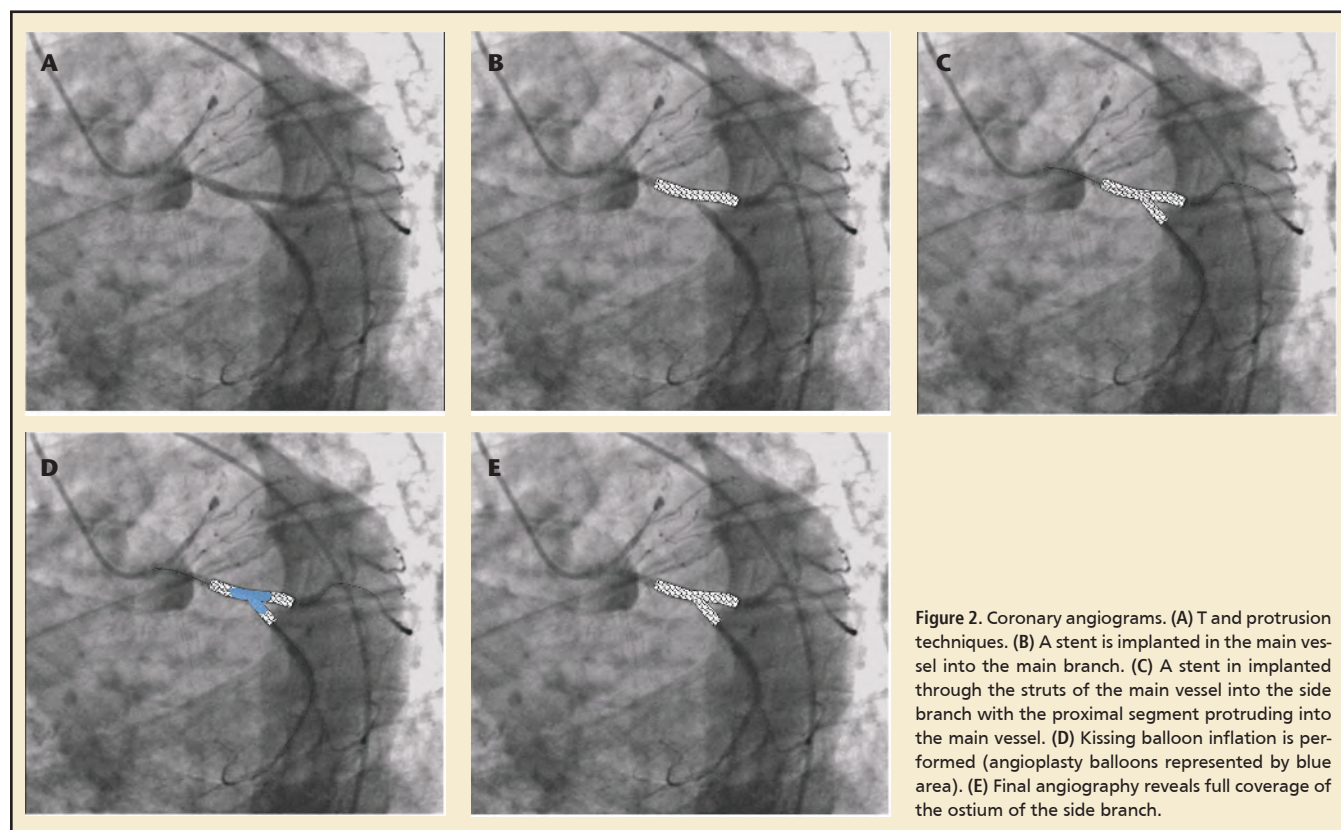 A
B
C
D
E
Figure 2. Coronary angiograms. (A) T and protrusion
techniques. (B) A stent is implanted in the main ves-
sel into the main branch. (C) A stent in implanted
through the struts of the main vessel into the side
branch with the proximal segment protruding into
the main vessel. (D) Kissing balloon inflation is per-
formed (angioplasty balloons represented by blue
area). (E) Final angiography reveals full coverage of
the ostium of the side branch.